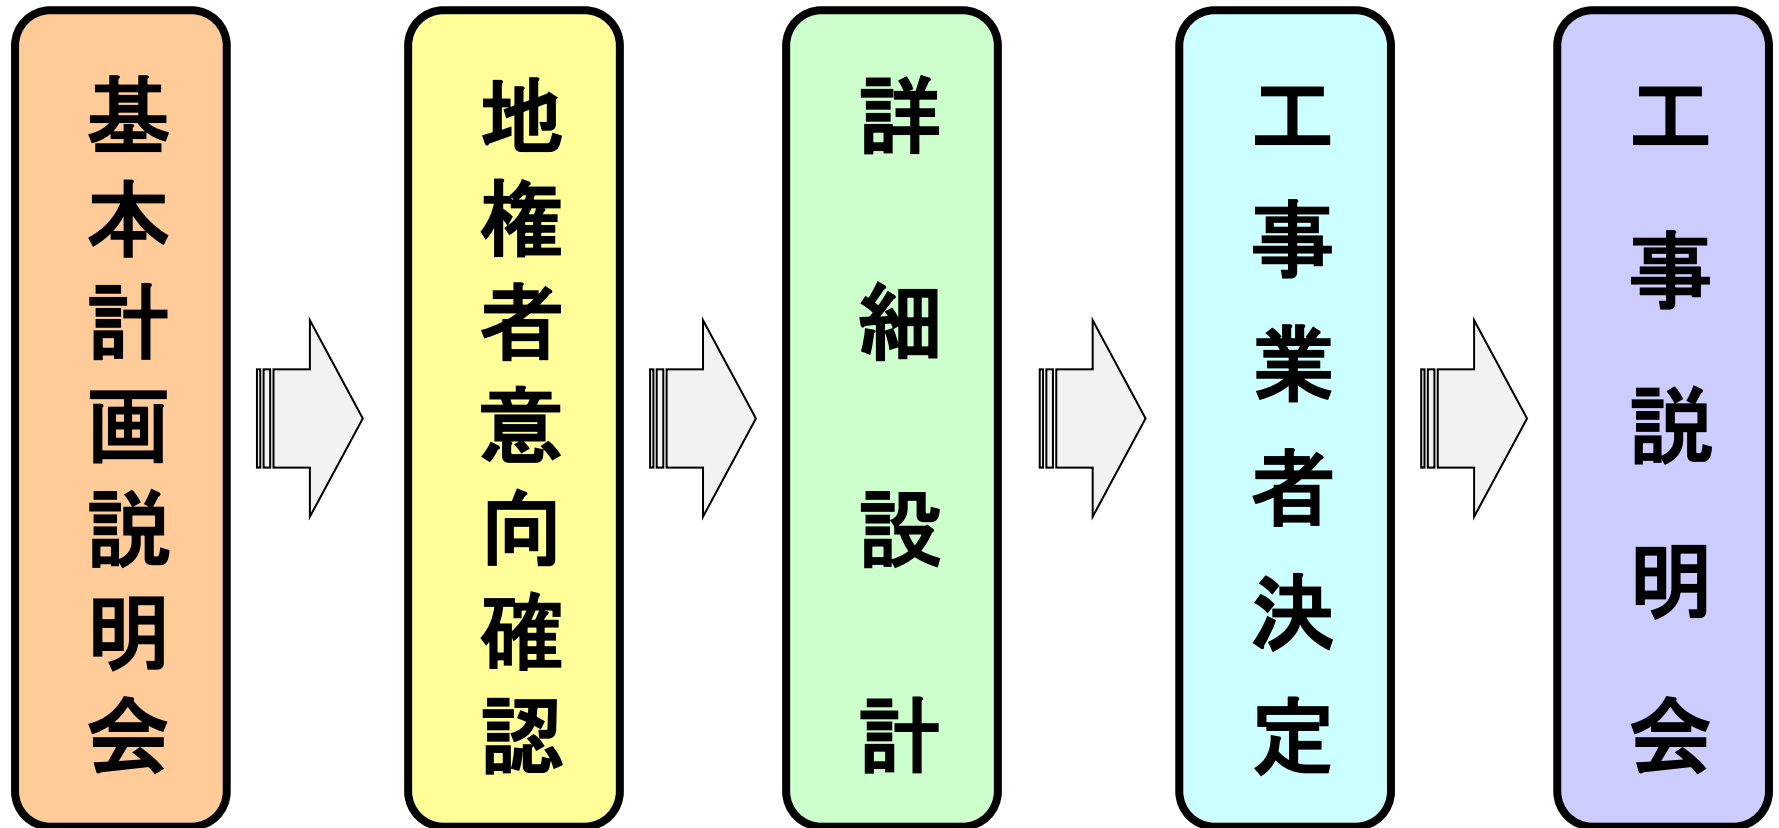 基本計画説明会
地権者意向確認
詳細設計
工事業者決定
工事説明会